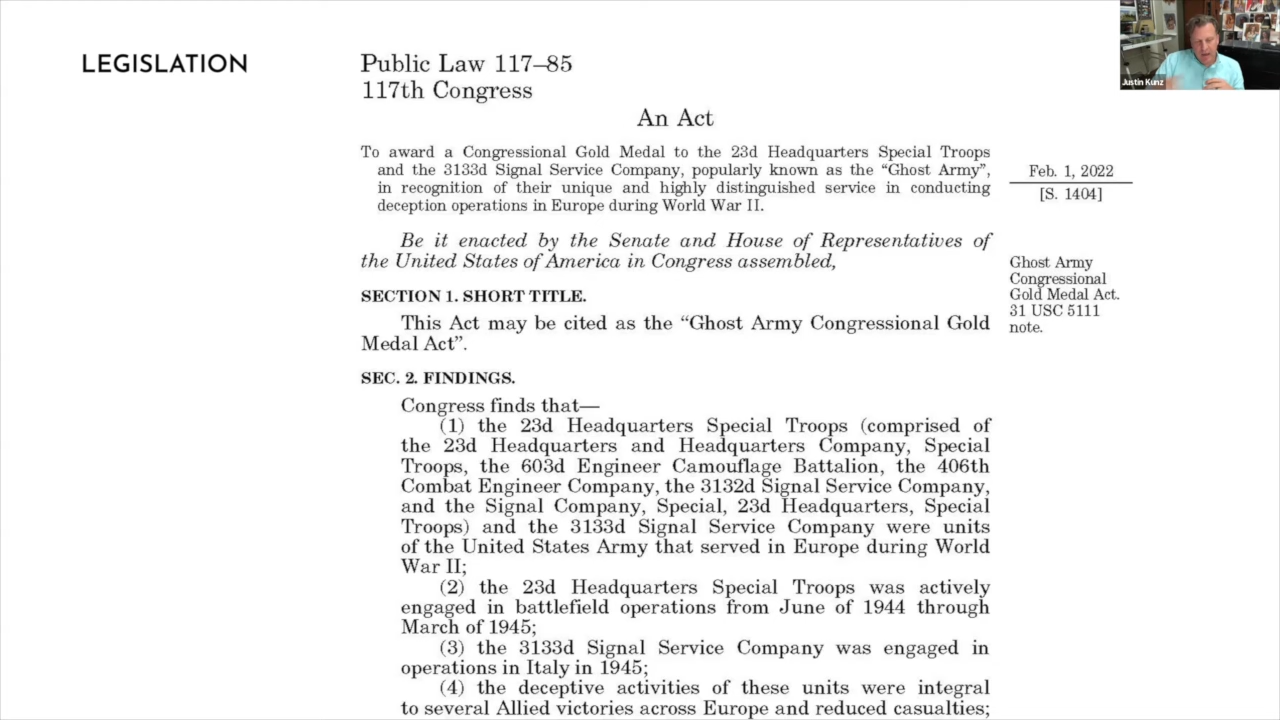 LEGISLATION
Public Law 117–85
117th Congress
An Act
To award a Congressional Gold Medal to the 23d Headquarters Special Troops
and the 3133d Signal Service Company, popularly known as the “Ghost Army”,
in recognition of their unique and highly distinguished service in conducting
deception operations in Europe during World War II.
Feb. 1, 2022
[S. 1404]
Be it enacted by the Senate and House of Representatives of
the United States of America in Congress assembled,
Ghost Army
Congressional
Gold Medal Act.
31 USC 5111
note.
SECTION 1. SHORT TITLE.
This Act may be cited as the “Ghost Army Congressional Gold
Medal Act”.
SEC. 2. FINDINGS.
Congress finds that—
(1) the 23d Headquarters Special Troops (comprised of
the 23d Headquarters and Headquarters Company, Special
Troops, the 603d Engineer Camouflage Battalion, the 406th
Combat Engineer Company, the 3132d Signal Service Company,
and the Signal Company, Special, 23d Headquarters, Special
Troops) and the 3133d Signal Service Company were units
of the United States Army that served in Europe during World
War II;
(2) the 23d Headquarters Special Troops was actively
engaged in battlefield operations from June of 1944 through
March of 1945;
(3) the 3133d Signal Service Company was engaged in
operations in Italy in 1945;
(4) the deceptive activities of these units were integral
to several Allied victories across Europe and reduced casualties;
Justin Kunz